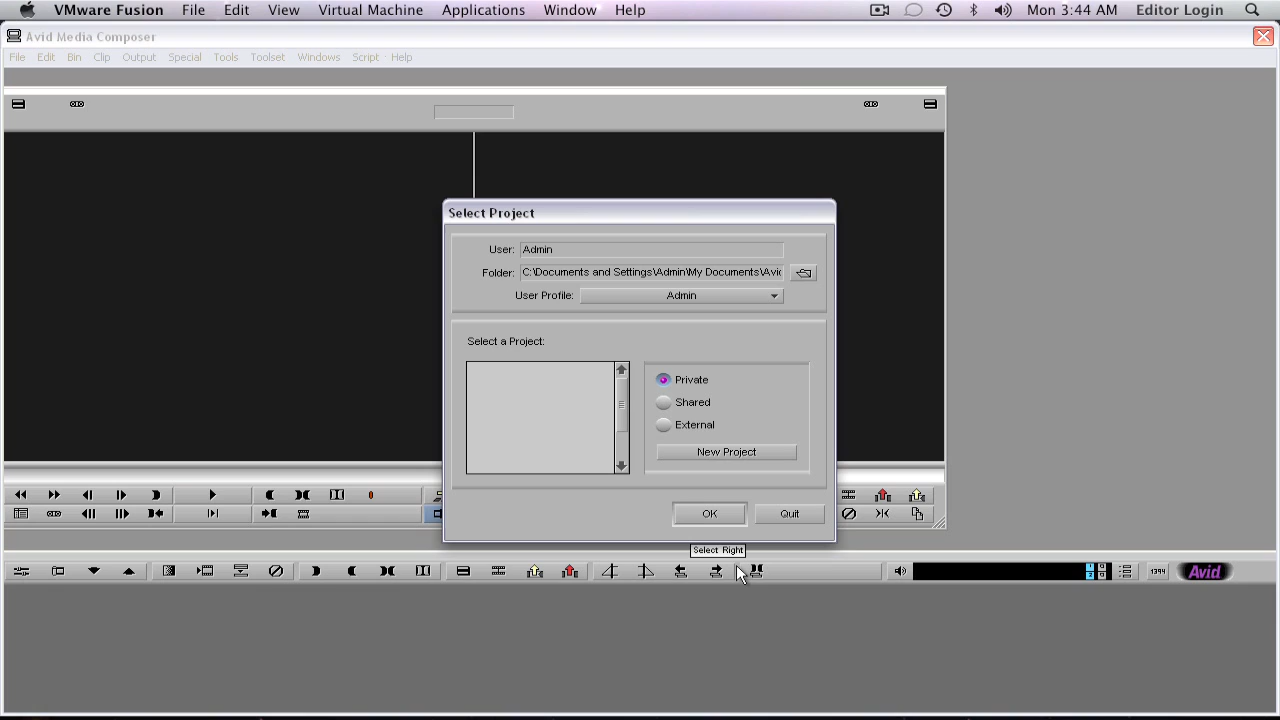 VMware Fusion File Edit View Virtual Machine Applications Window Help Mon 3:44 AM Editor Login
Avid Media Composer
File Edit Bin Clip Output Special Tools Toolset Windows Script Help
Select Project
User: Admin
Folder: C:\Documents and Settings\Admin\My Documents\Avid
User Profile: Admin
Select a Project:
Private
Shared
External
New Project
OK Quit
Select Right
1394 Avid